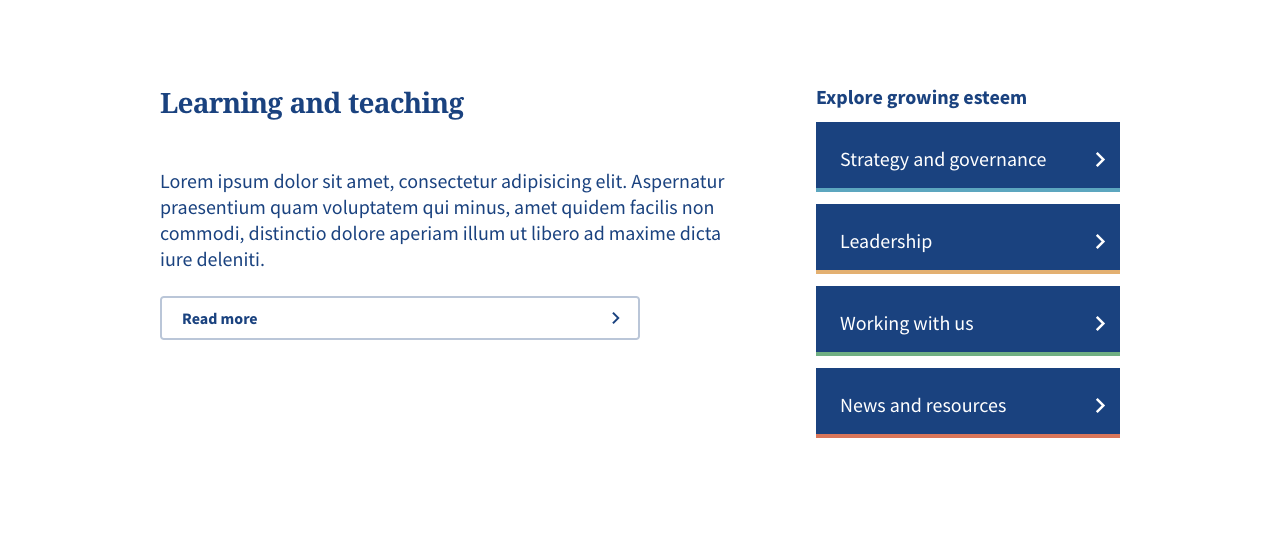 Learning and teaching
Lorem ipsum dolor sit amet, consectetur adipisicing elit. Aspernatur
praesentium quam voluptatem qui minus, amet quidem facilis non
commodi, distinctio dolore aperiam illum ut libero ad maxime dicta
iure deleniti.
Read more
Explore growing esteem
Strategy and governance
Leadership
Working with us
News and resources